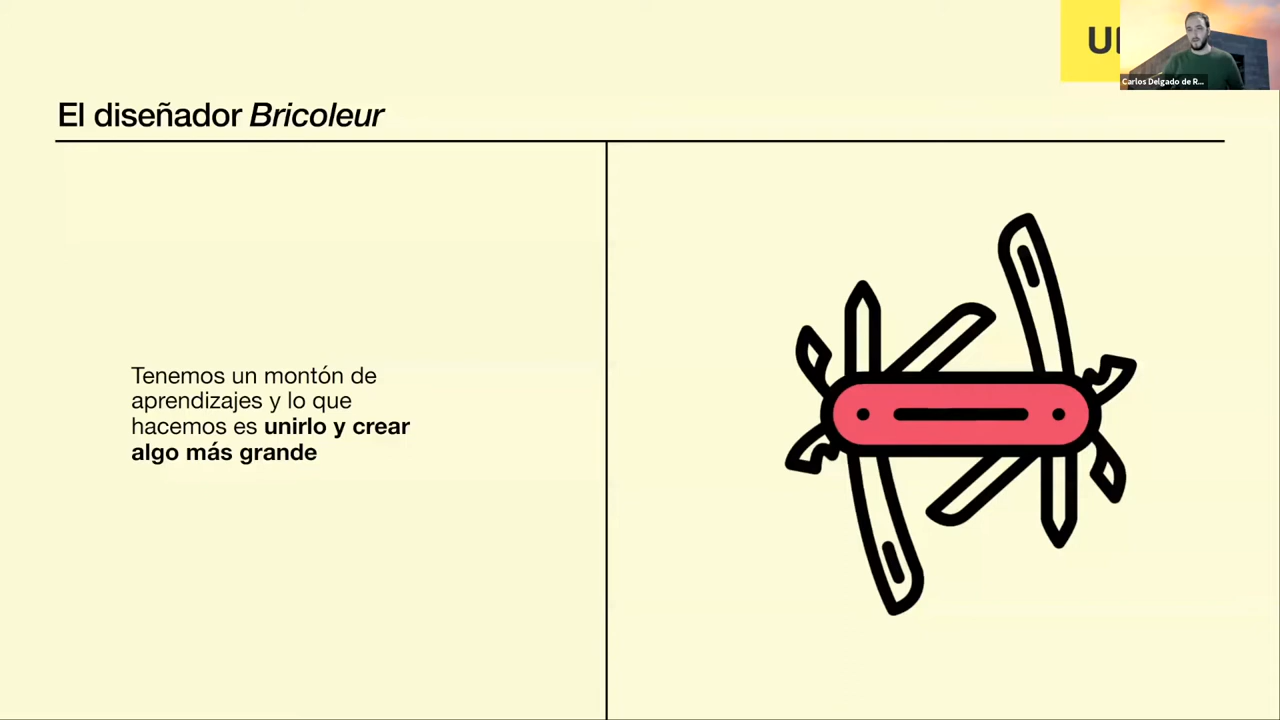 El diseñador Bricoleur
Carlos Delgado de R...
Tenemos un montón de
aprendizajes y lo que
hacemos es unirlo y crear
algo más grande